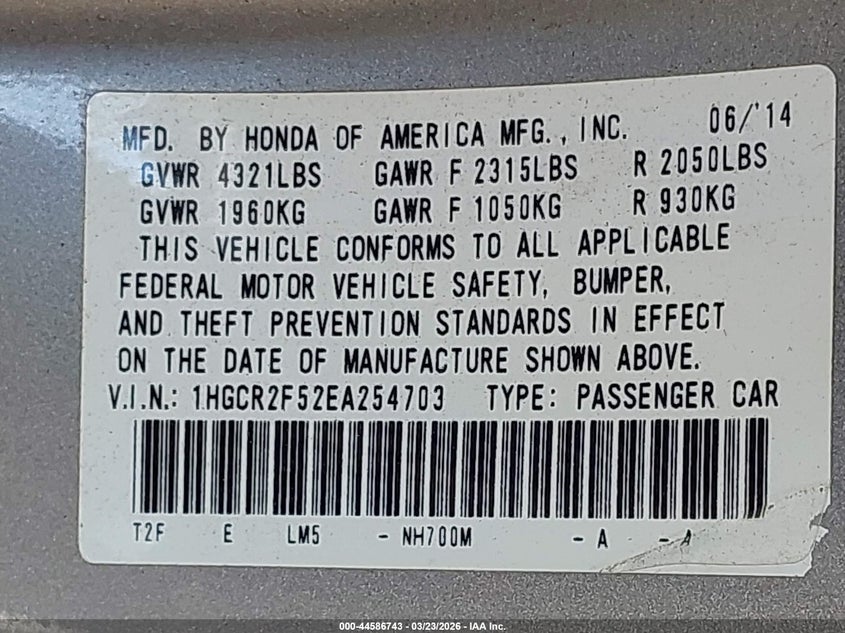 MFD. BY HONDA OF AMERICA MFG., INC. 06/'14
GVWR 4321LBS GAWR F 2315LBS R 2050LBS
GVWR 1960KG GAWR F 1050KG R 930KG
THIS VEHICLE CONFORMS TO ALL APPLICABLE
FEDERAL MOTOR VEHICLE SAFETY, BUMPER,
AND THEFT PREVENTION STANDARDS IN EFFECT
ON THE DATE OF MANUFACTURE SHOWN ABOVE.
V.I.N.: 1HGCR2F52EA254703 TYPE: PASSENGER CAR
T2F E LM5 - NH700M - A - A
000-44586743 - 03/23/2026 - IAA Inc.